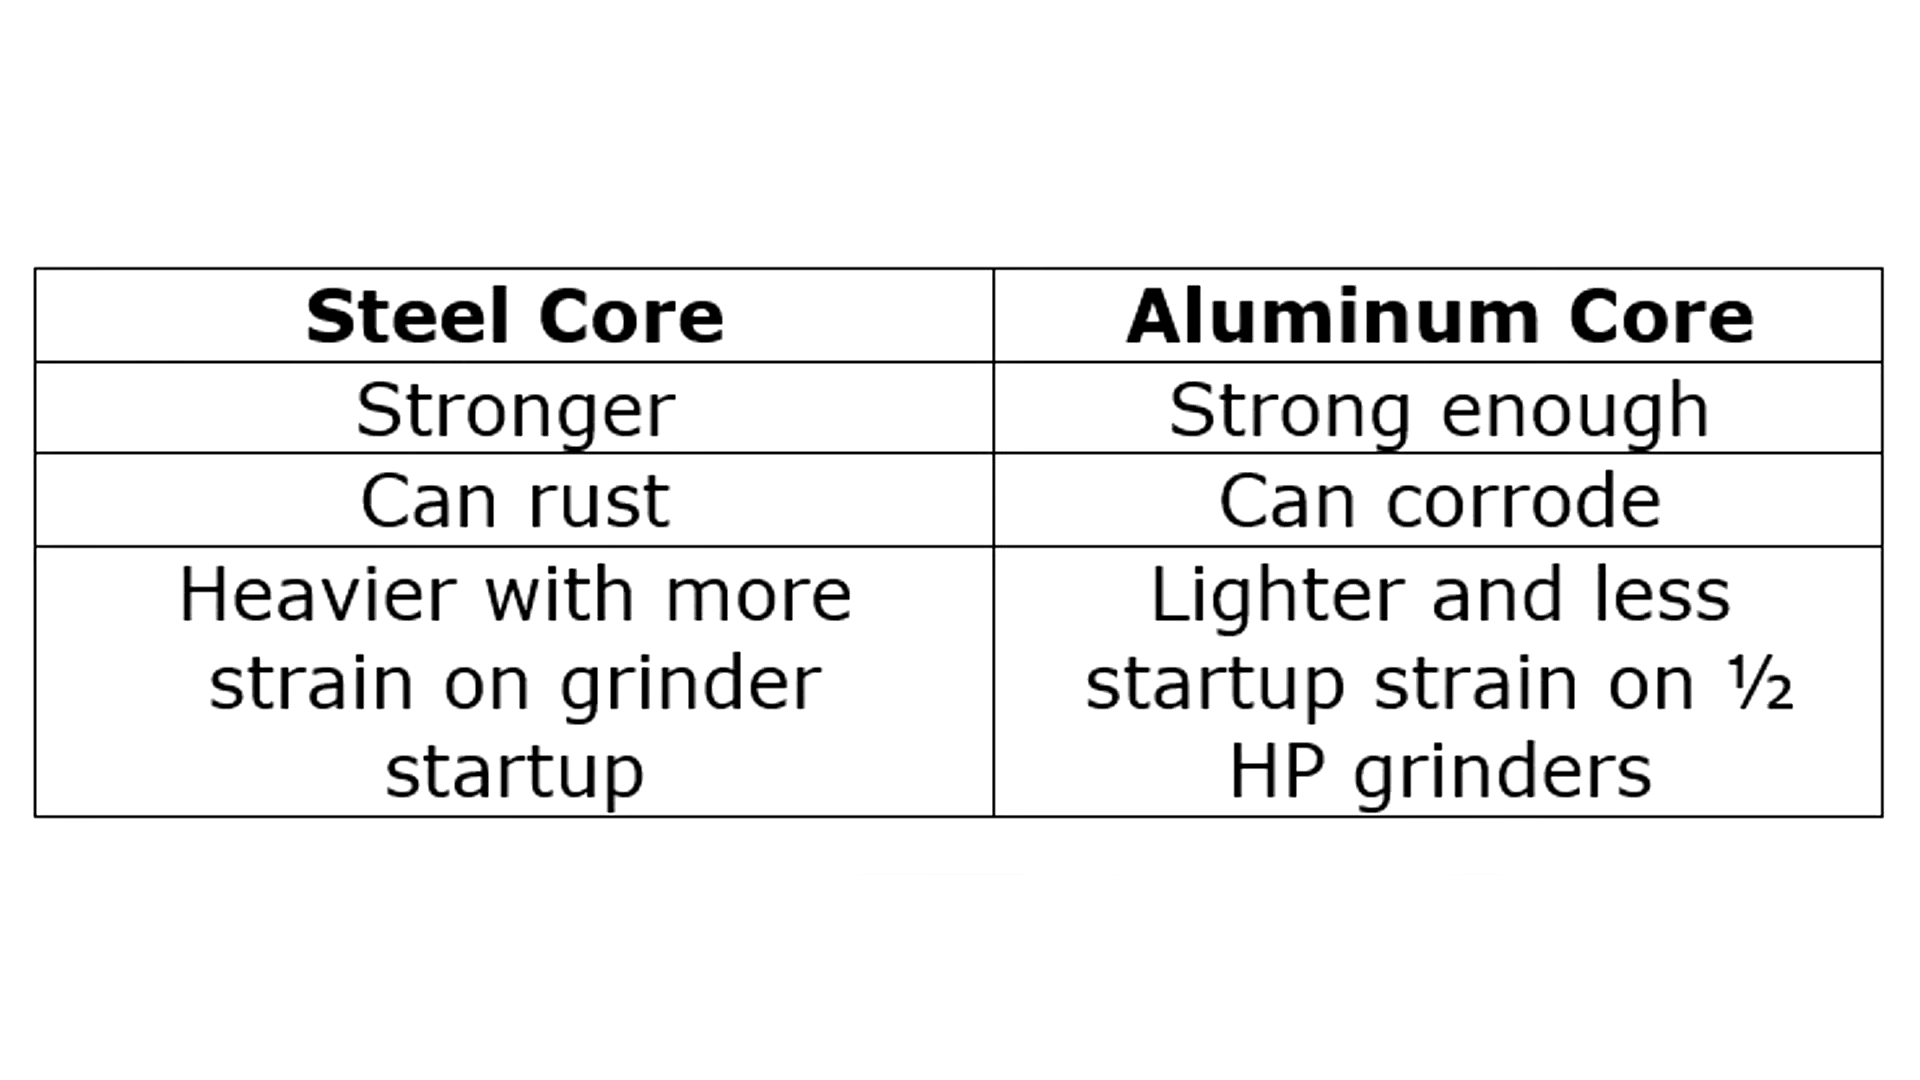 Steel Core
Aluminum Core
Stronger
Strong enough
Can rust
Can corrode
Heavier with more
strain on grinder
startup
Lighter and less
startup strain on ½
HP grinders